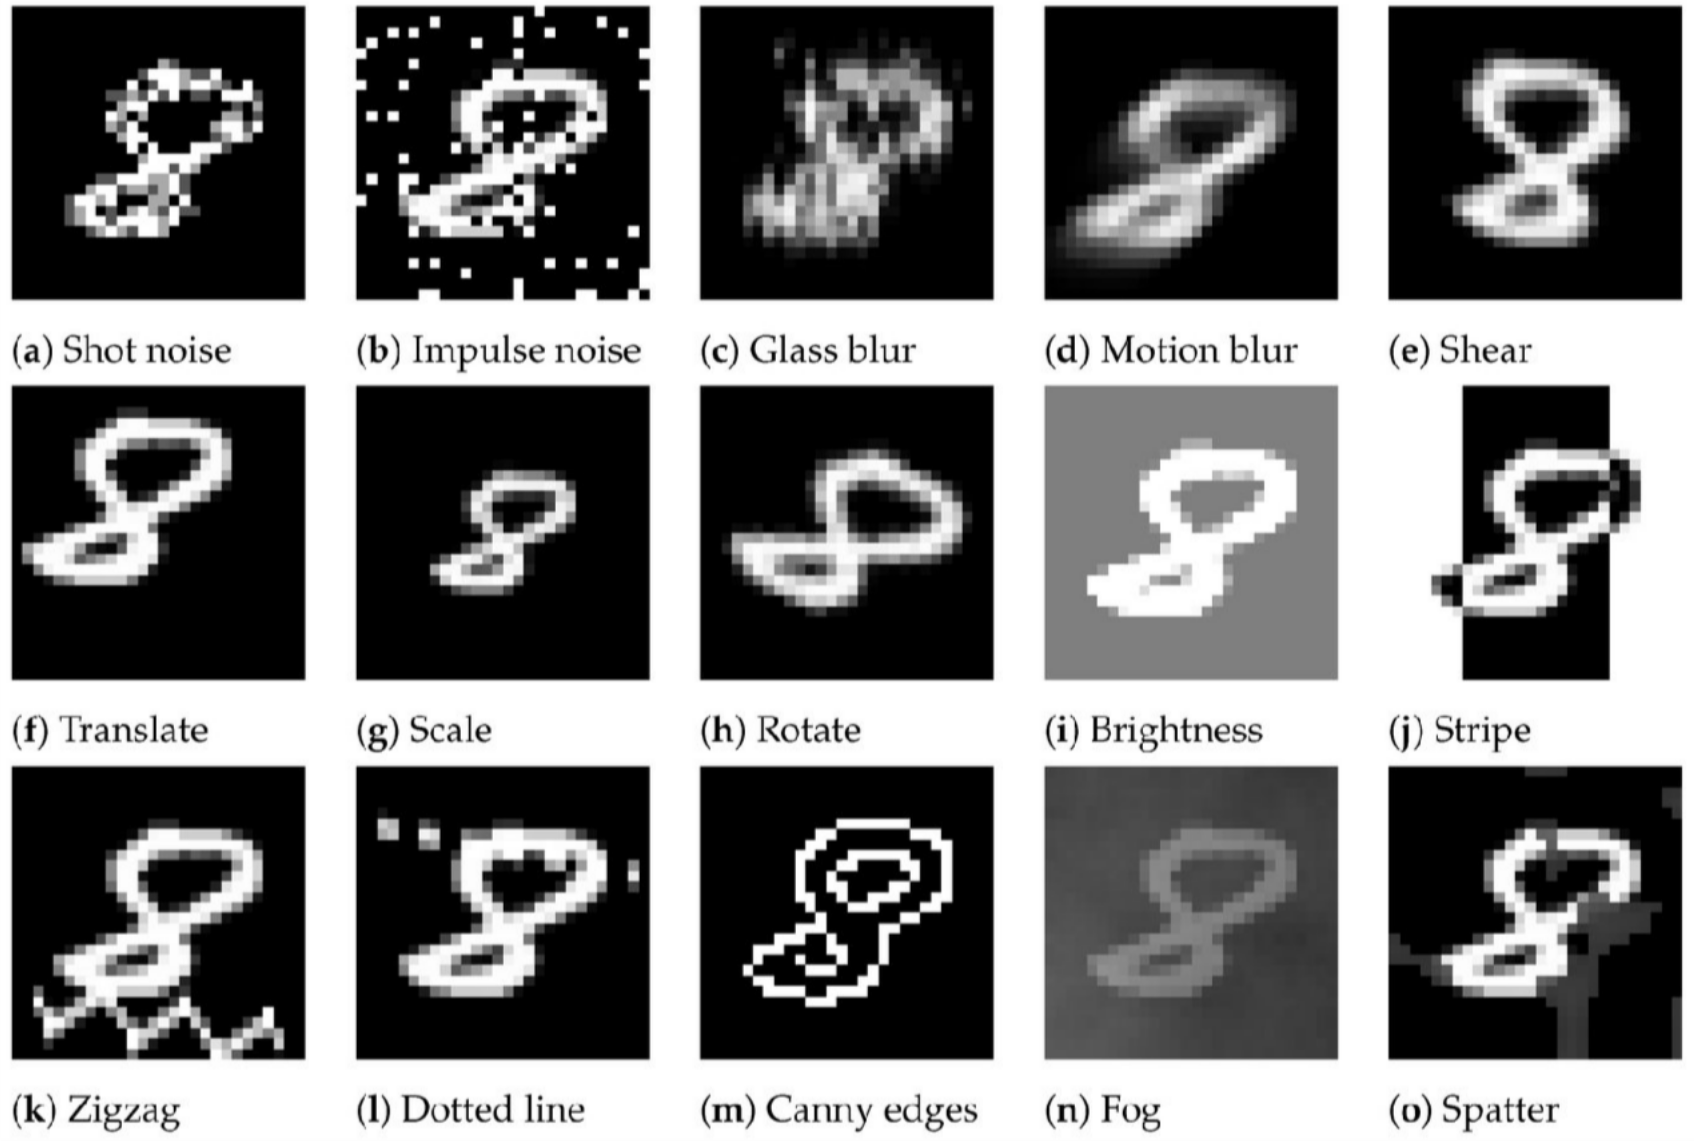 (a) Shot noise
(b) Impulse noise
(c) Glass blur
(d) Motion blur
(e) Shear
(f) Translate
(g) Scale
(h) Rotate
(i) Brightness
(j) Stripe
(k) Zigzag
(l) Dotted line
(m) Canny edges
(n) Fog
(o) Spatter